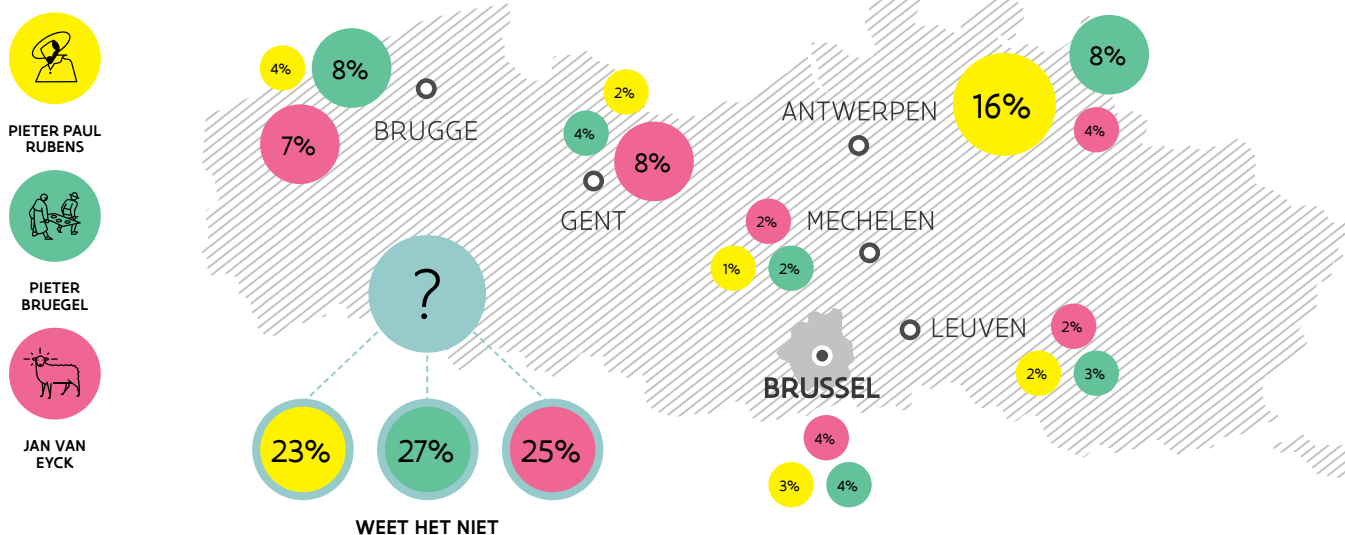 PIETER PAUL
RUBENS
PIETER
BRUEGEL
JAN VAN
EYCK
4%
8%
7%
BRUGGE
2%
4%
8%
GENT
ANTWERPEN
16%
8%
4%
2%
1%
2%
MECHELEN
LEUVEN
2%
2%
3%
BRUSSEL
4%
3%
4%
?
23%
27%
25%
WEET HET NIET